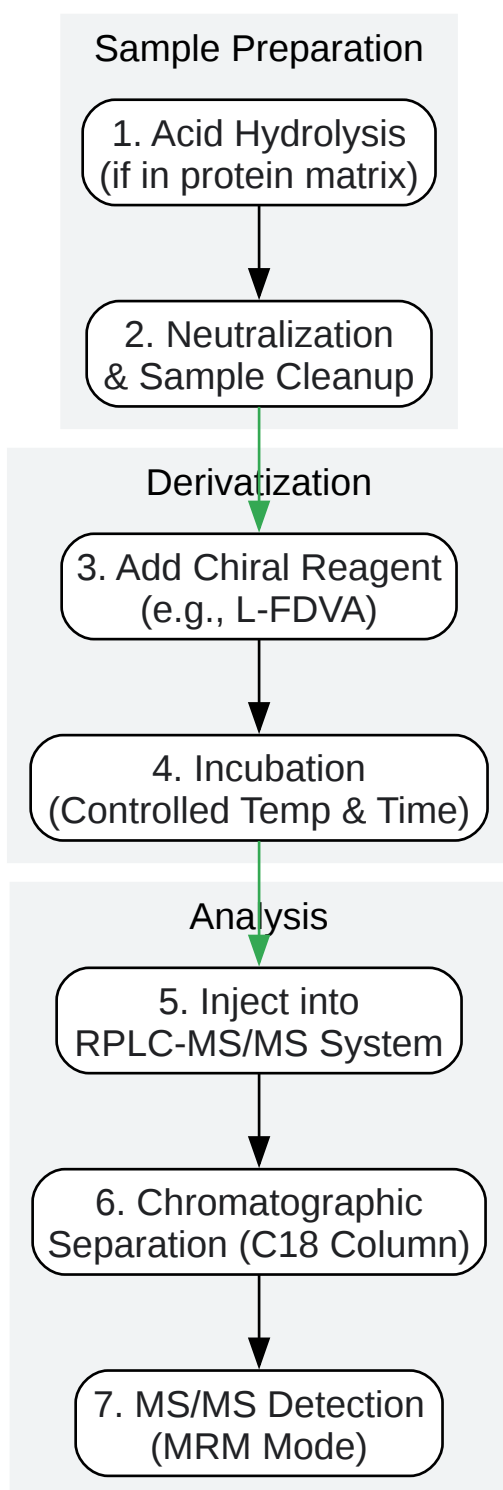 Sample Preparation
1. Acid Hydrolysis
(if in protein matrix)
2. Neutralization
& Sample Cleanup
Derivatization
3. Add Chiral Reagent
(e.g., L-FDVA)
4. Incubation
(Controlled Temp & Time)
Analysis
5. Inject into
RPLC-MS/MS System
6. Chromatographic
Separation (C18 Column)
7. MS/MS Detection
(MRM Mode)